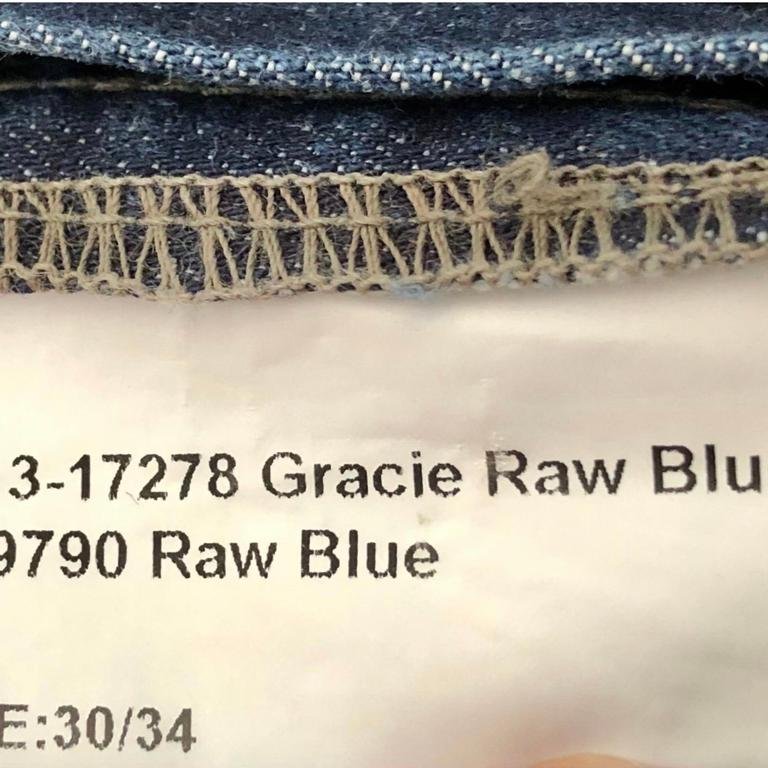 3-17278 Gracie Raw Blu
9790 Raw Blue
E:30/34